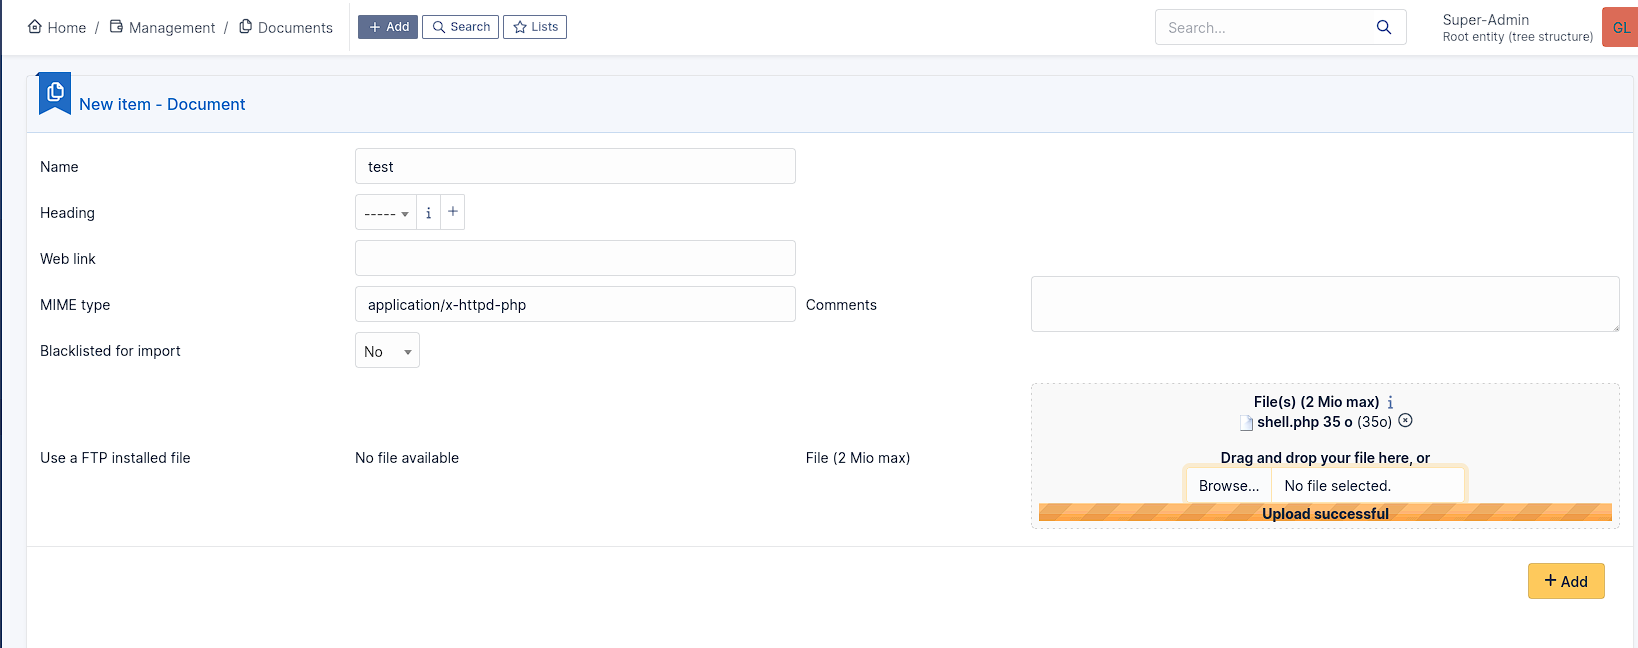 Home / Management / Documents + Add Search Lists Search... Super-Admin
Root entity (tree structure) GL
New item - Document
Name test
Heading ----- i +
Web link
MIME type application/x-httpd-php Comments
Blacklisted for import No
File(s) (2 Mio max) i
shell.php 35 o (35o)
Use a FTP installed file No file available File (2 Mio max) Drag and drop your file here, or
Browse... No file selected.
Upload successful
+ Add